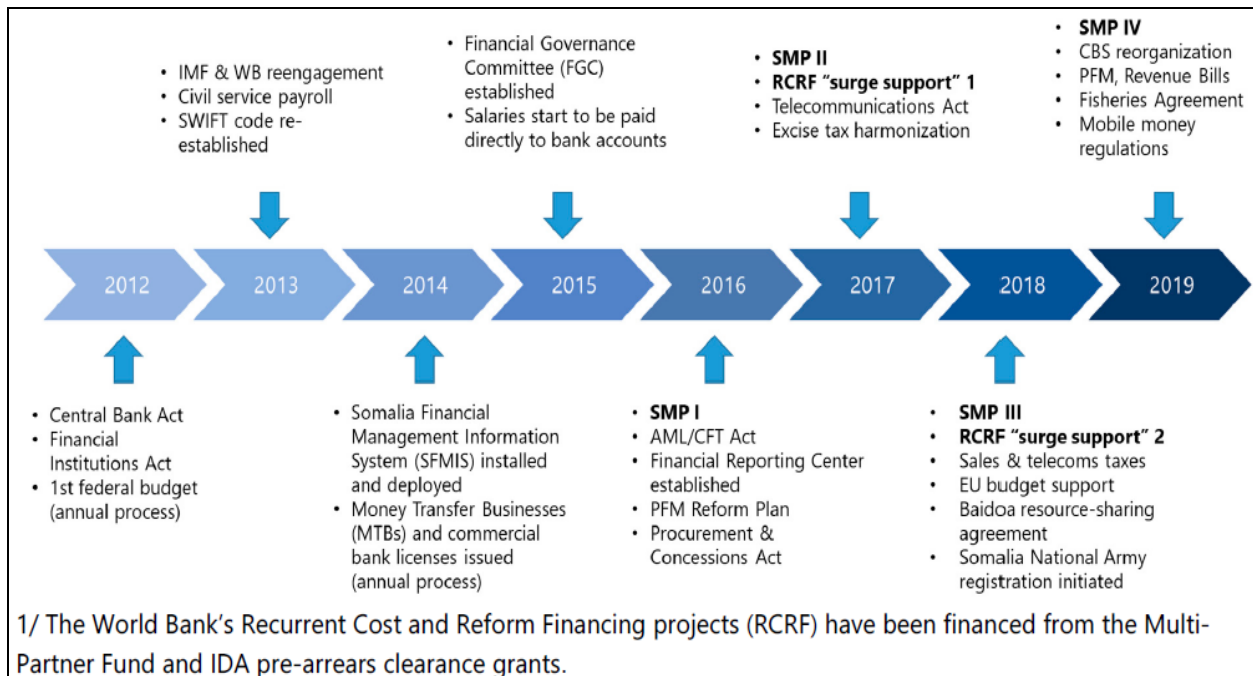 • IMF & WB reengagement
• Civil service payroll
• SWIFT code re-
established
• Financial Governance
Committee (FGC)
established
• Salaries start to be paid
directly to bank accounts
• SMP II
• RCRF “surge support” 1
• Telecommunications Act
• Excise tax harmonization
• SMP IV
• CBS reorganization
• PFM, Revenue Bills
• Fisheries Agreement
• Mobile money
regulations
2012
2013
2014
2015
2016
2017
2018
2019
• Central Bank Act
• Financial
Institutions Act
• 1st federal budget
(annual process)
• Somalia Financial
Management Information
System (SFMIS) installed
and deployed
• Money Transfer Businesses
(MTBs) and commercial
bank licenses issued
(annual process)
• SMP I
• AML/CFT Act
• Financial Reporting Center
established
• PFM Reform Plan
• Procurement &
Concessions Act
• SMP III
• RCRF “surge support” 2
• Sales & telecoms taxes
• EU budget support
• Baidoa resource-sharing
agreement
• Somalia National Army
registration initiated
1/ The World Bank’s Recurrent Cost and Reform Financing projects (RCRF) have been financed from the Multi-
Partner Fund and IDA pre-arrears clearance grants.